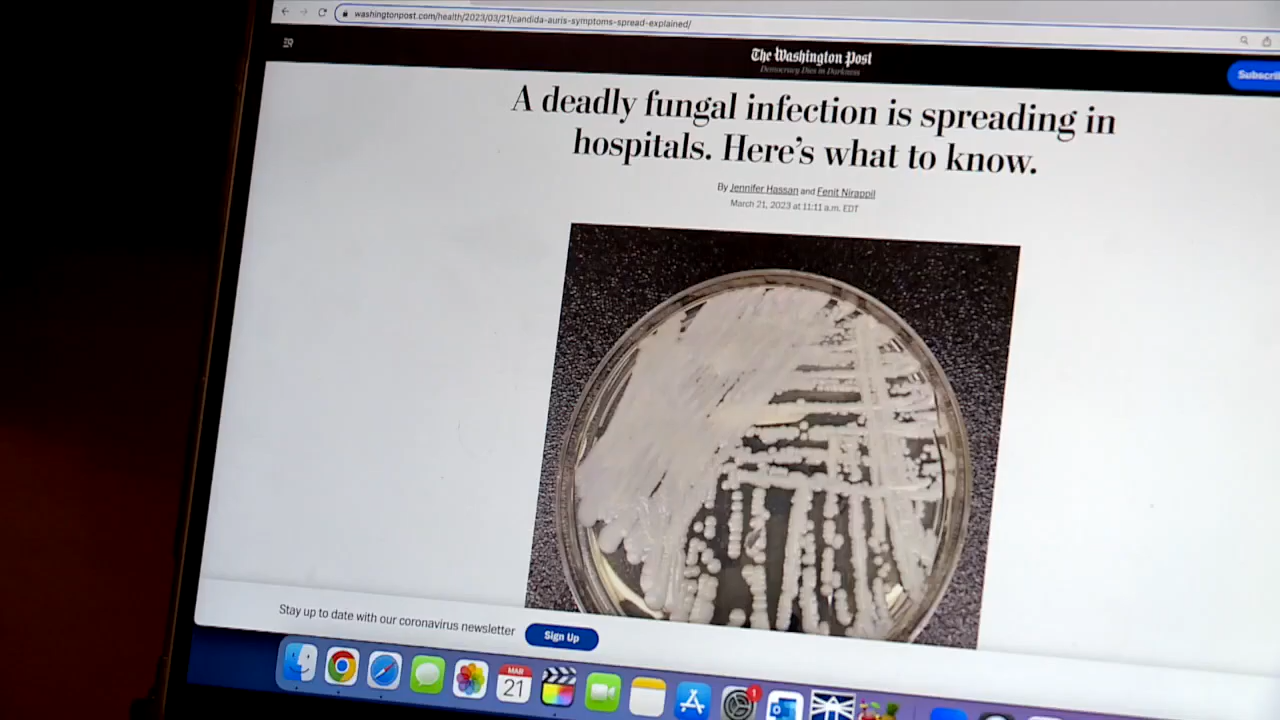 washingtonpost.com/health/2023/03/21/candida-auris-symptoms-spread-explained/
The Washington Post
Democracy Dies in Darkness
A deadly fungal infection is spreading in
hospitals. Here's what to know.
By Jennifer Hassan and Fenit Nirappil
March 21, 2023 at 11:11 a.m. EDT
Stay up to date with our coronavirus newsletter
Sign Up
MAR
21
1